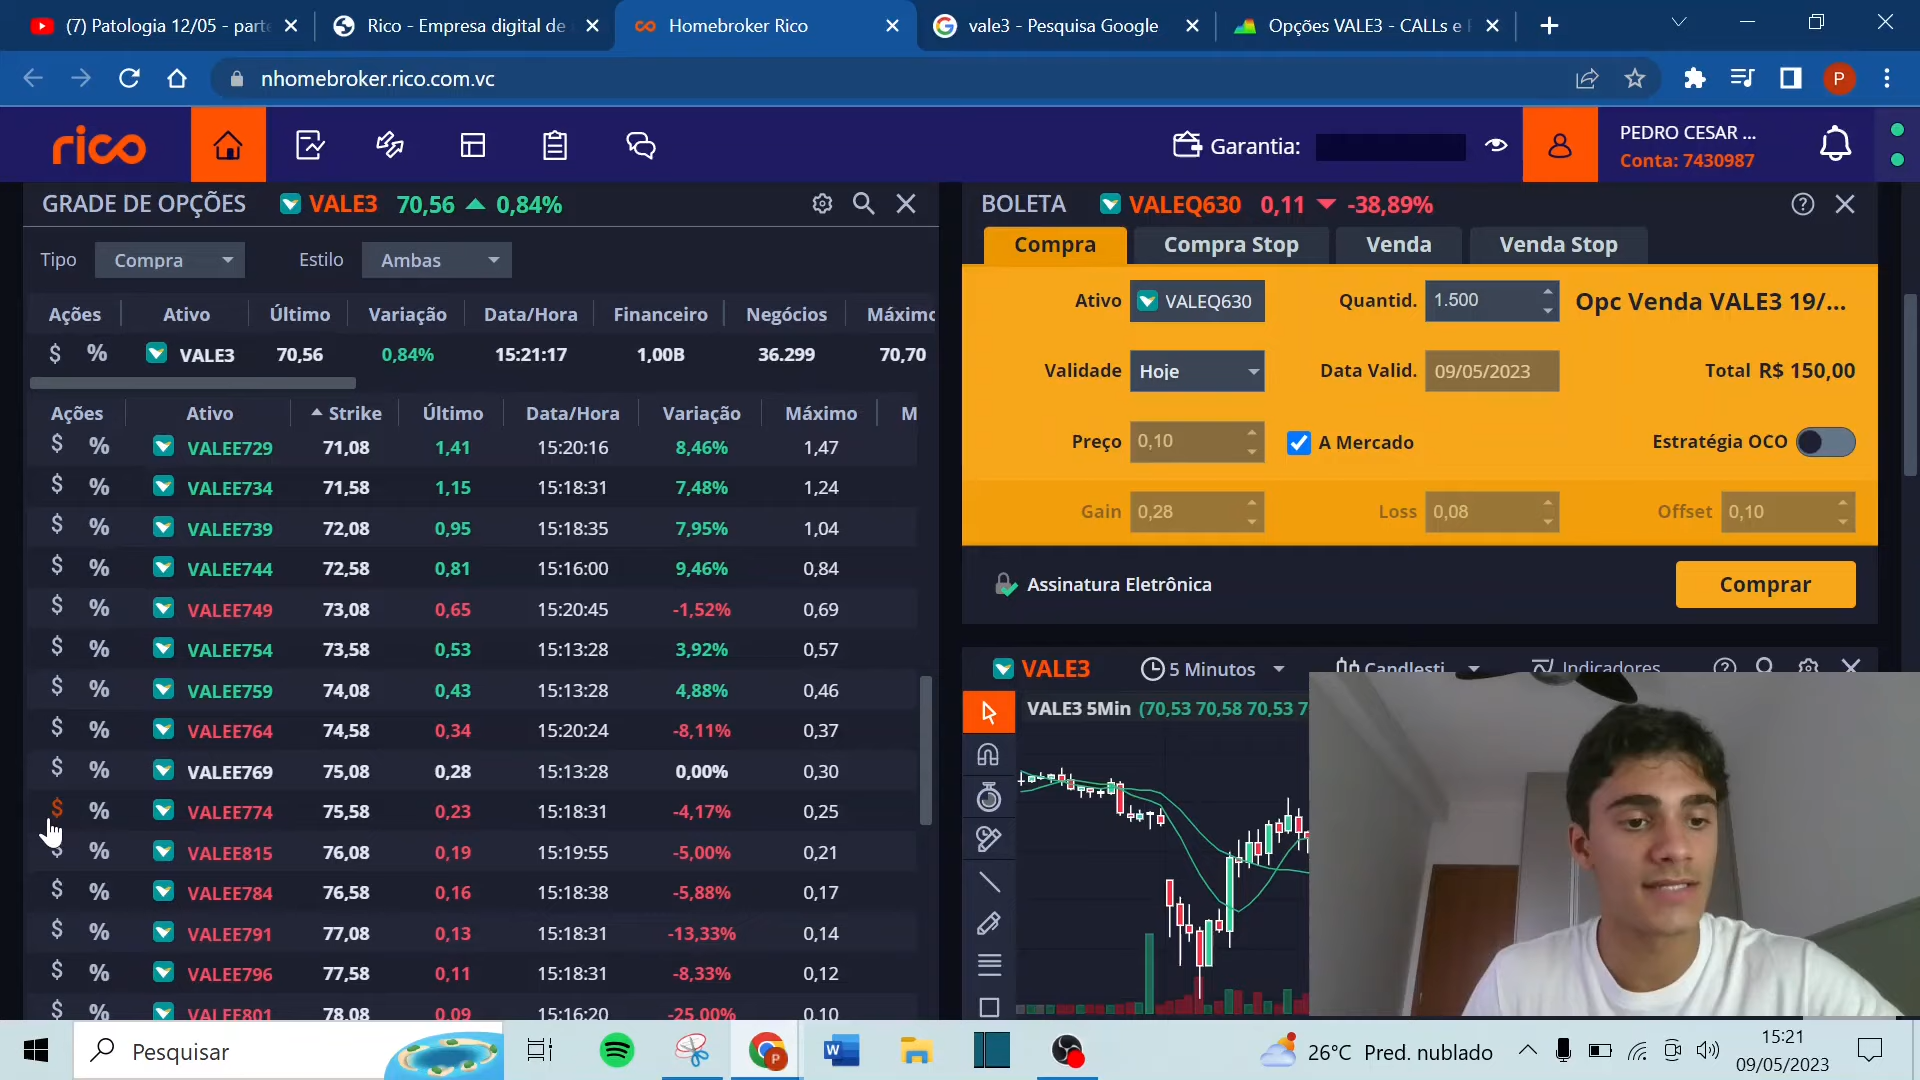 (7) Patologia 12/05 - parte
Rico - Empresa digital de
Homebroker Rico
vale3 - Pesquisa Google
Opções VALE3 - CALLs e
nhomebroker.rico.com.vc
P
rico
Garantia:
PEDRO CESAR ...
Conta: 7430987
GRADE DE OPÇÕES VALE3 70,56 0,84%
Tipo Compra Estilo Ambas
Ações Ativo Último Variação Data/Hora Financeiro Negócios Máximo
$ % VALE3 70,56 0,84% 15:21:17 1,00B 36.299 70,70
Ações Ativo Strike Último Data/Hora Variação Máximo M
$ % VALEE729 71,08 1,41 15:20:16 8,46% 1,47
$ % VALEE734 71,58 1,15 15:18:31 7,48% 1,24
$ % VALEE739 72,08 0,95 15:18:35 7,95% 1,04
$ % VALEE744 72,58 0,81 15:16:00 9,46% 0,84
$ % VALEE749 73,08 0,65 15:20:45 -1,52% 0,69
$ % VALEE754 73,58 0,53 15:13:28 3,92% 0,57
$ % VALEE759 74,08 0,43 15:13:28 4,88% 0,46
$ % VALEE764 74,58 0,34 15:20:24 -8,11% 0,37
$ % VALEE769 75,08 0,28 15:13:28 0,00% 0,30
$ % VALEE774 75,58 0,23 15:18:31 -4,17% 0,25
$ % VALEE815 76,08 0,19 15:19:55 -5,00% 0,21
$ % VALEE784 76,58 0,16 15:18:38 -5,88% 0,17
$ % VALEE791 77,08 0,13 15:18:31 -13,33% 0,14
$ % VALEE796 77,58 0,11 15:18:31 -8,33% 0,12
$ % VALEE801 78,08 0,09 15:16:20 -25,00% 0,10
BOLETA VALEQ630 0,11 -38,89%
Compra Compra Stop Venda Venda Stop
Ativo VALEQ630 Quantid. 1.500 Opc Venda VALE3 19/...
Validade Hoje Data Valid. 09/05/2023 Total R$ 150,00
Preço 0,10 A Mercado Estratégia OCO
Gain 0,28 Loss 0,08 Offset 0,10
Assinatura Eletrônica Comprar
VALE3 5 Minutos Candlesti Indicadores
VALE3 5Min (70,53 70,58 70,53 7
Pesquisar
26°C Pred. nublado
15:21
09/05/2023